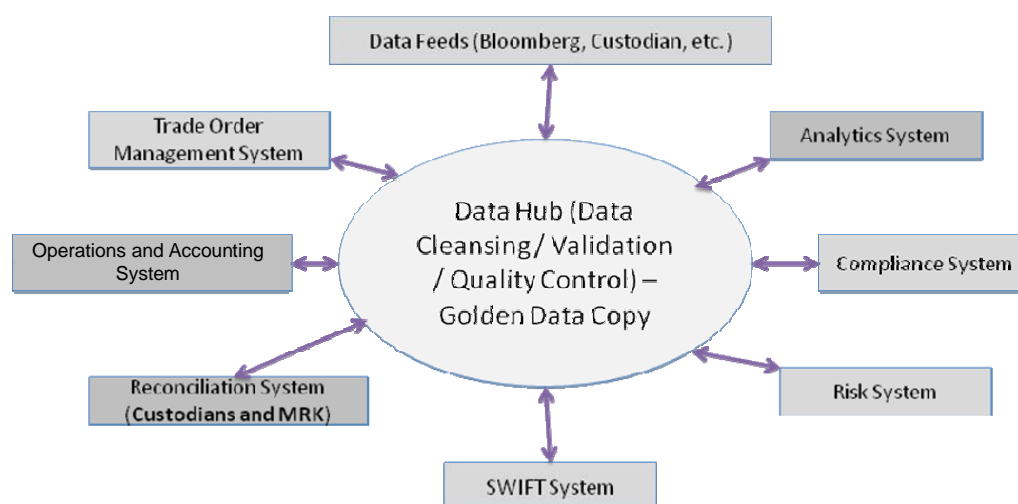 Data Feeds (Bloomberg, Custodian, etc.)
Trade Order
Management System
Analytics System
Data Hub (Data
Cleansing/ Validation
/ Quality Control) –
Golden Data Copy
Operations and Accounting
System
Compliance System
Reconciliation System
(Custodians and MRK)
Risk System
SWIFT System